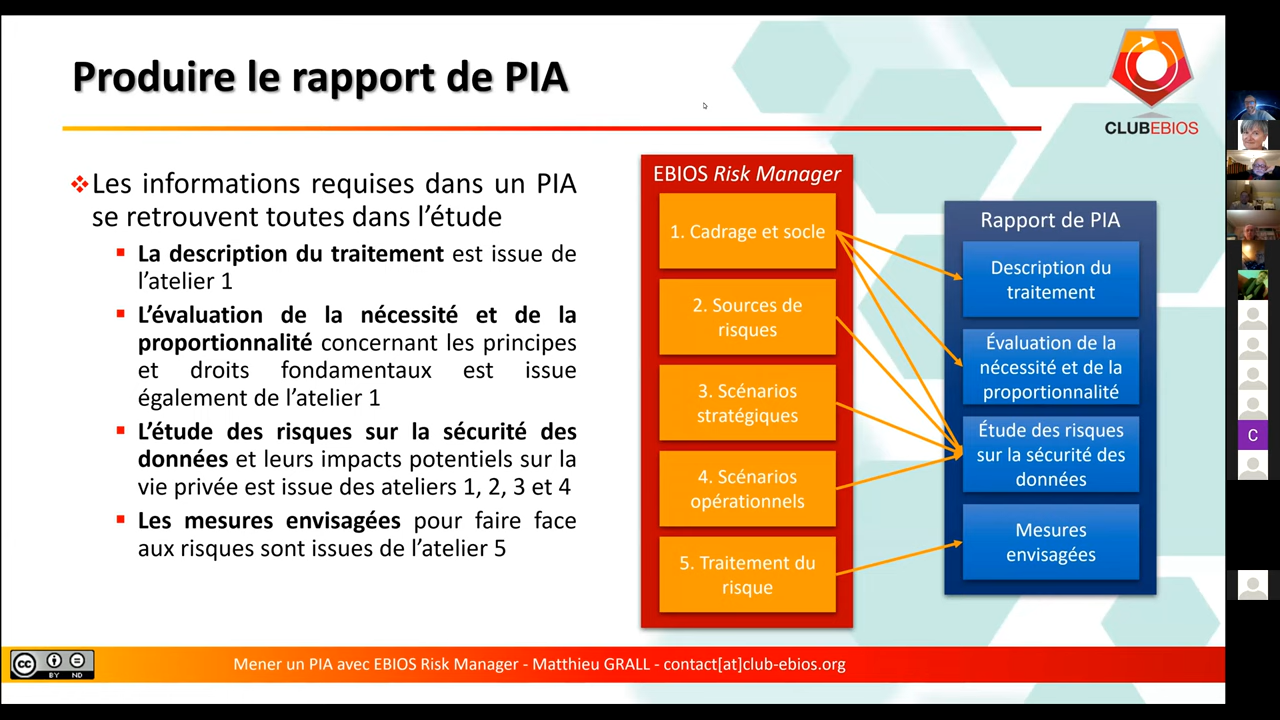 Produire le rapport de PIA
CLUBEBIOS
Les informations requises dans un PIA
se retrouvent toutes dans l’étude
La description du traitement est issue de
l’atelier 1
L’évaluation de la nécessité et de la
proportionnalité concernant les principes
et droits fondamentaux est issue
également de l’atelier 1
L’étude des risques sur la sécurité des
données et leurs impacts potentiels sur la
vie privée est issue des ateliers 1, 2, 3 et 4
Les mesures envisagées pour faire face
aux risques sont issues de l’atelier 5
EBIOS Risk Manager
1. Cadrage et socle
2. Sources de
risques
3. Scénarios
stratégiques
4. Scénarios
opérationnels
5. Traitement du
risque
Rapport de PIA
Description du
traitement
Évaluation de la
nécessité et de la
proportionnalité
Étude des risques
sur la sécurité des
données
Mesures
envisagées
C
cc
BY ND
Mener un PIA avec EBIOS Risk Manager - Matthieu GRALL - contact[at]club-ebios.org